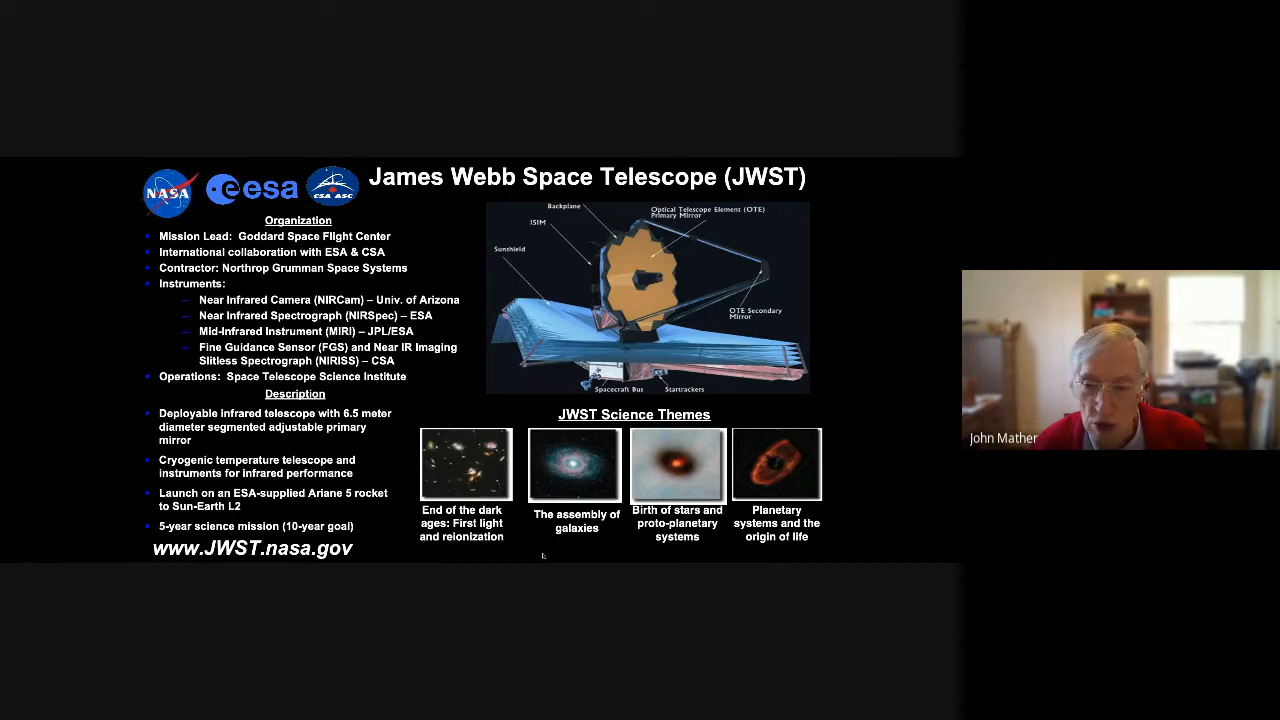 NASA
esa
CSA ASC
James Webb Space Telescope (JWST)
Organization
Mission Lead: Goddard Space Flight Center
International collaboration with ESA & CSA
Contractor: Northrop Grumman Space Systems
Instruments:
– Near Infrared Camera (NIRCam) – Univ. of Arizona
– Near Infrared Spectrograph (NIRSpec) – ESA
– Mid-Infrared Instrument (MIRI) – JPL/ESA
– Fine Guidance Sensor (FGS) and Near IR Imaging
Slitless Spectrograph (NIRISS) – CSA
Operations: Space Telescope Science Institute
Description
Deployable infrared telescope with 6.5 meter
diameter segmented adjustable primary
mirror
Cryogenic temperature telescope and
instruments for infrared performance
Launch on an ESA-supplied Ariane 5 rocket
to Sun-Earth L2
5-year science mission (10-year goal)
www.JWST.nasa.gov
Backplane
Optical Telescope Element (OTE)
Primary Mirror
ISIM
Sunshield
OTE Secondary
Mirror
Spacecraft Bus
Startrackers
JWST Science Themes
End of the dark
ages: First light
and reionization
The assembly of
galaxies
Birth of stars and
proto-planetary
systems
Planetary
systems and the
origin of life
John Mather